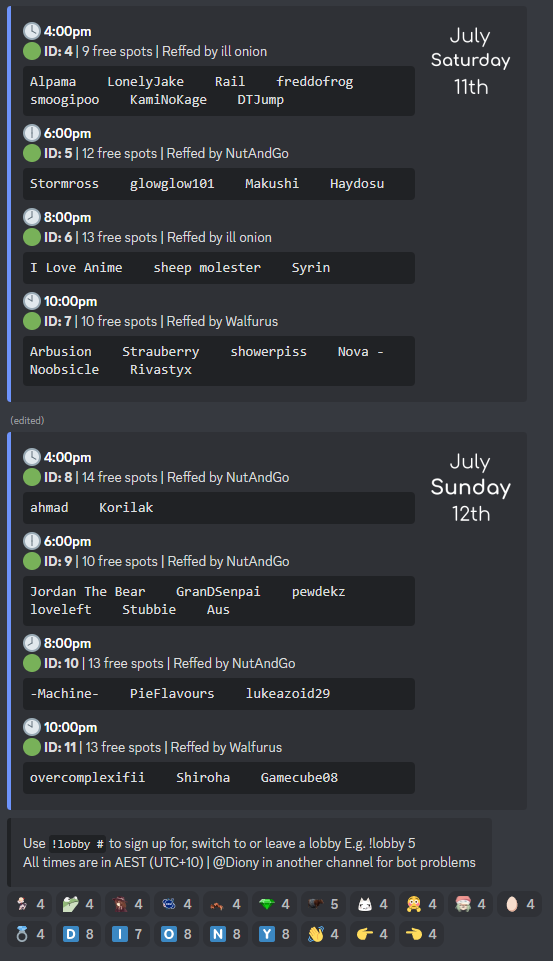 4:00pm
ID: 4 | 9 free spots | Reffed by ill onion
Alpama LonelyJake Rail freddofrog
smoogipoo KamiNoKage DTJump
July
Saturday
11th
6:00pm
ID: 5 | 12 free spots | Reffed by NutAndGo
Stormross glowglow101 Makushi Haydosu
8:00pm
ID: 6 | 13 free spots | Reffed by ill onion
I Love Anime sheep molester Syrin
10:00pm
ID: 7 | 10 free spots | Reffed by Walfurus
Arbusion Strauberry showerpiss Nova -
Noobsicle Rivastyx
(edited)
4:00pm
ID: 8 | 14 free spots | Reffed by NutAndGo
ahmad Korilak
July
Sunday
12th
6:00pm
ID: 9 | 10 free spots | Reffed by NutAndGo
Jordan The Bear GranDSenpai pewdekz
loveleft Stubbie Aus
8:00pm
ID: 10 | 13 free spots | Reffed by NutAndGo
-Machine- PieFlavours lukeazoid29
10:00pm
ID: 11 | 13 free spots | Reffed by Walfurus
overcomplexifii Shiroha Gamecube08
Use !lobby # to sign up for, switch to or leave a lobby E.g. !lobby 5
All times are in AEST (UTC+10) | @Diony in another channel for bot problems
4 4 4 4 4 4 5 4 4 4 4
4 D 8 I 7 O 8 N 8 Y 8 4 4 4